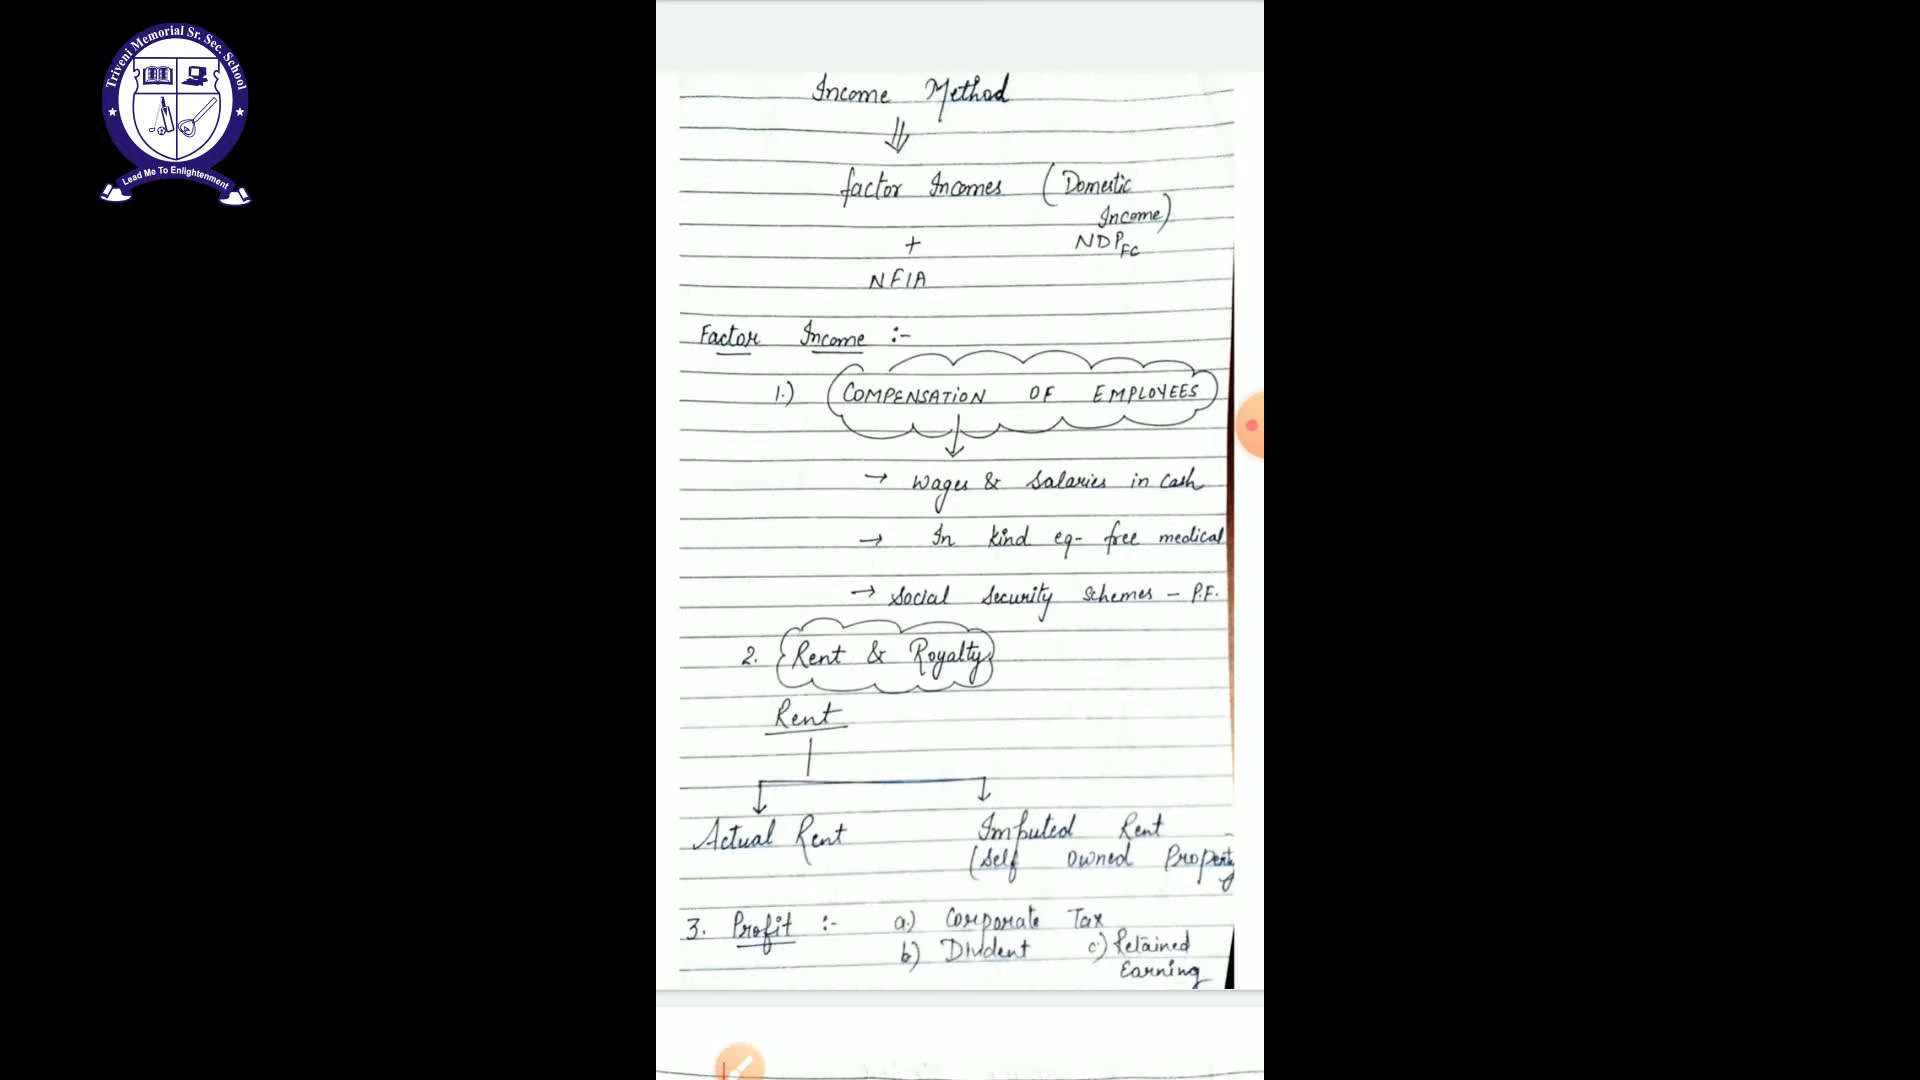 Triveni Memorial Sr. Sec. School
Lead Me To Enlightenment
Income Method
factor Incomes (Domestic
Income)
+ NDP FC
NFIA
Factor Income :-
1.) COMPENSATION OF EMPLOYEES
→ Wages & Salaries in cash
→ In kind eg- free medical
→ Social Security schemes - P.F.
2. Rent & Royalty
Rent
Actual Rent Imputed Rent
(Self Owned Property
3. Profit :- a.) Corporate Tax
b) Divident c) Retained
Earning